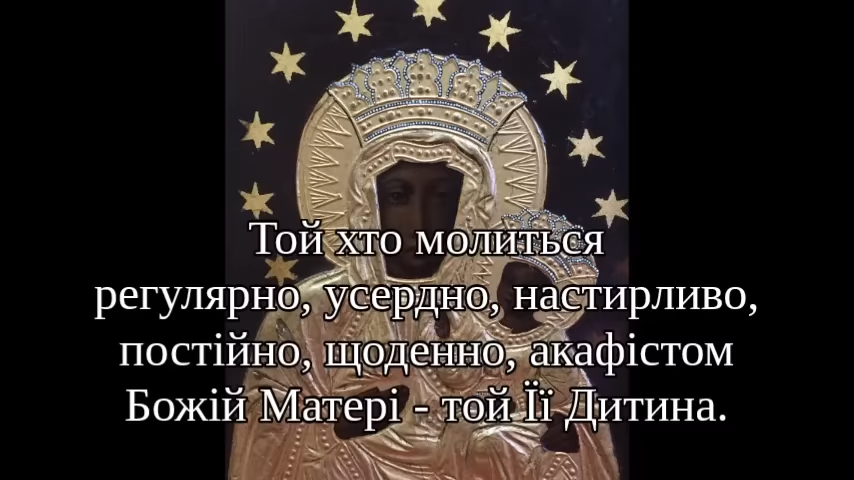 Той хто молиться
регулярно, усердно, настирливо,
постійно, щоденно, акафістом
Божій Матері - той Її Дитина.